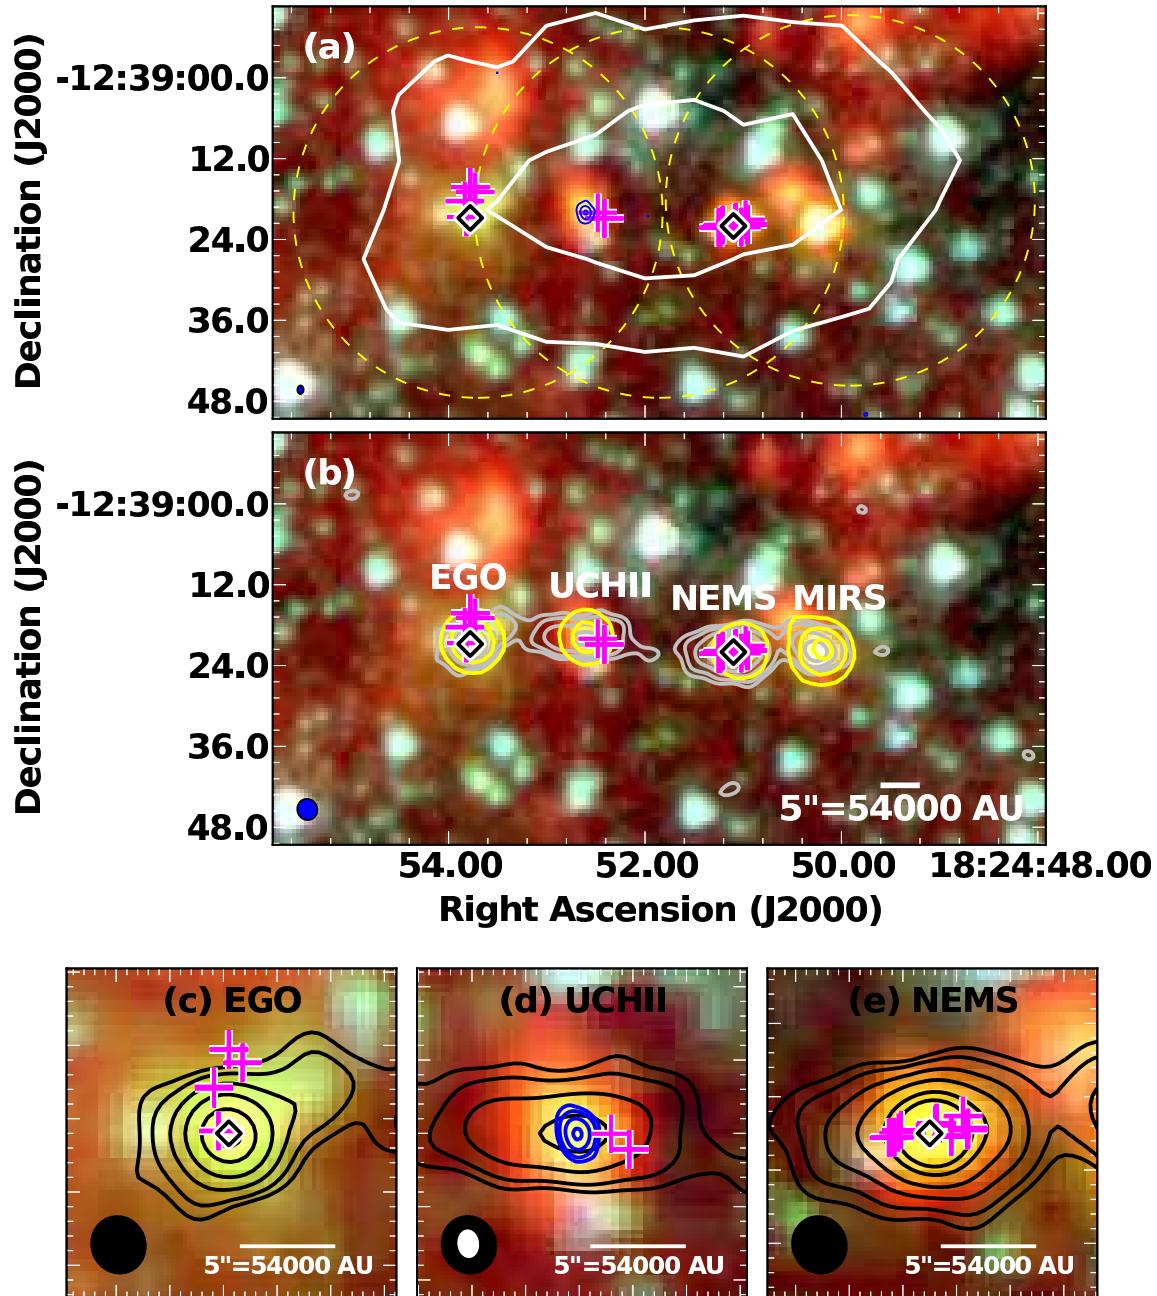 (a)
Declination (J2000)
-12:39:00.0
12.0
24.0
36.0
48.0
(b)
Declination (J2000)
-12:39:00.0
12.0
24.0
36.0
48.0
EGO
UCHII
NEMS
MIRS
5"=54000 AU
54.00
52.00
50.00
18:24:48.00
Right Ascension (J2000)
(c) EGO
5"=54000 AU
(d) UCHII
5"=54000 AU
(e) NEMS
5"=54000 AU